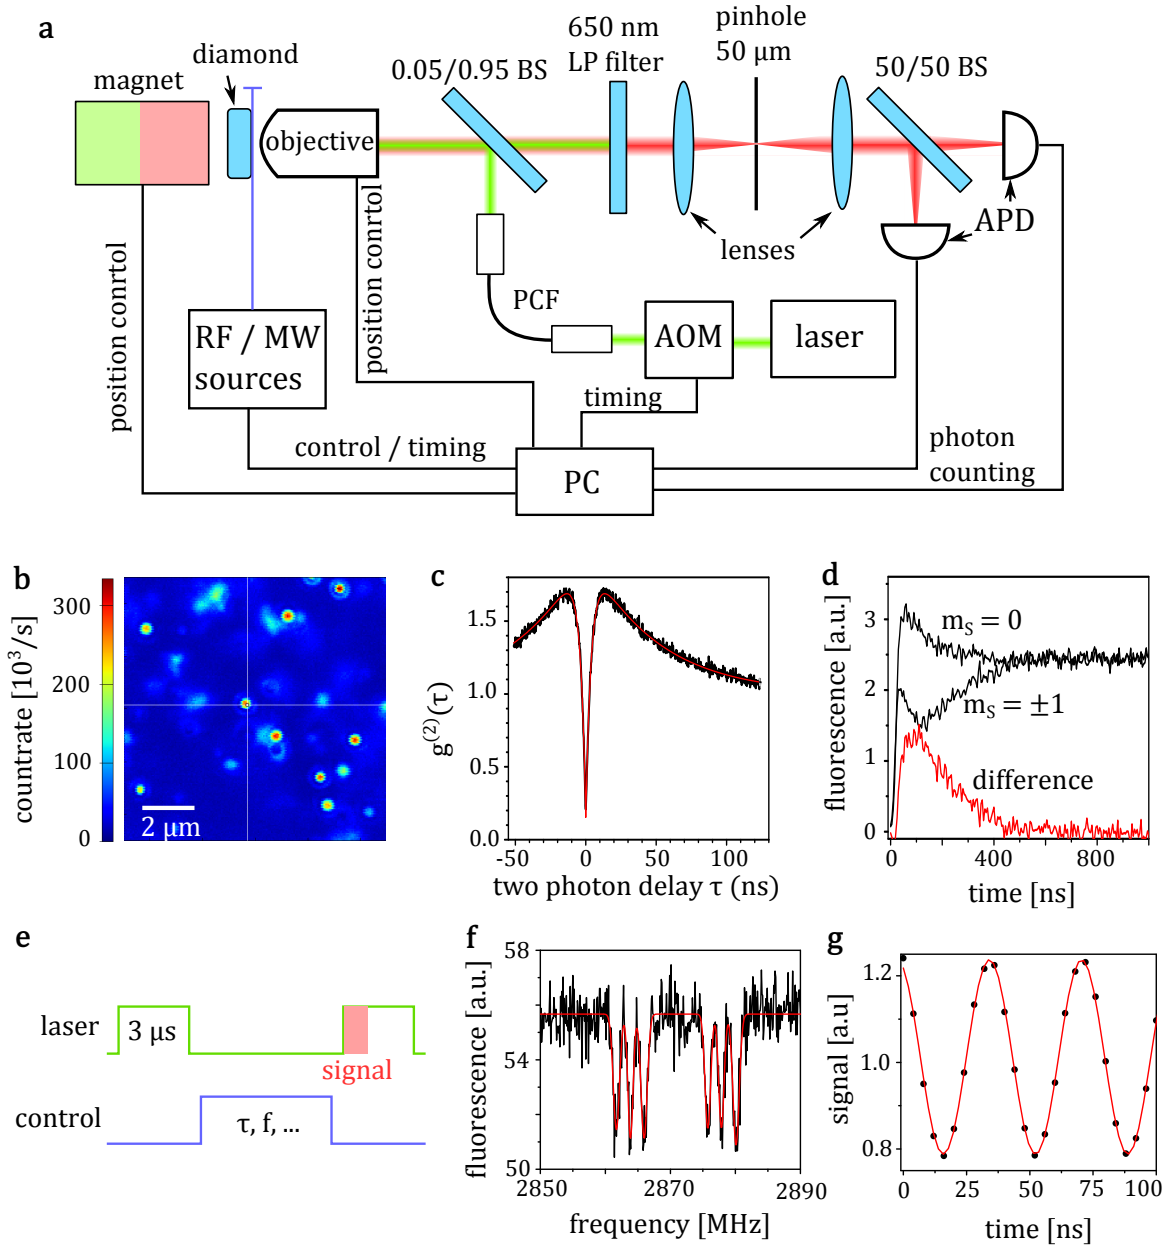 a
magnet
diamond
objective
0.05/0.95 BS
650 nm
LP filter
pinhole
50 μm
50/50 BS
APD
lenses
PCF
AOM
laser
RF / MW
sources
position conrtol
position conrtol
timing
control / timing
PC
photon
counting
b
countrate [10³/s]
300
200
100
0
2 μm
c
g⁽²⁾(τ)
1.5
1.0
0.5
0.0
-50 0 50 100
two photon delay τ (ns)
d
fluorescence [a.u.]
3
2
1
0
mS = 0
mS = ±1
difference
0 400 800
time [ns]
e
laser
3 μs
signal
control
τ, f, ...
f
fluorescence [a.u.]
58
54
50
2850 2870 2890
frequency [MHz]
g
signal [a.u]
1.2
1.0
0.8
0 25 50 75 100
time [ns]